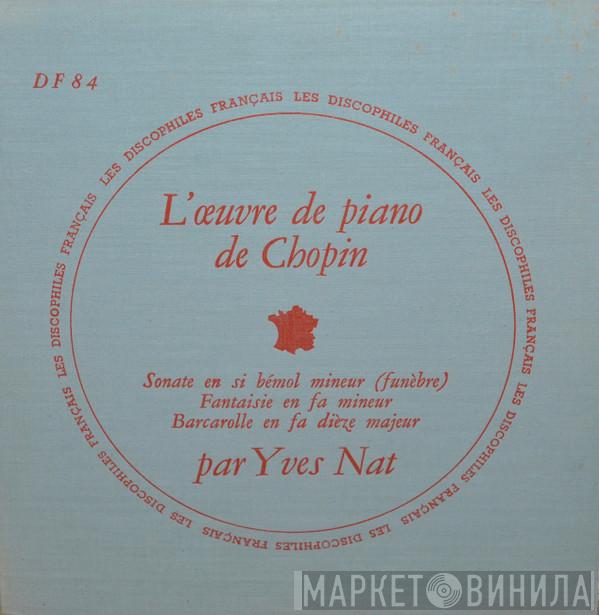 DF 84
LES DISCOPHILES FRANÇAIS LES DISCOPHILES FRANÇAIS LES DISCOPHILES FRANÇAIS LES DISCOPHILES FRANÇAIS LES DISCOPHILES FRANÇAIS LES DISCOPHILES FRANÇAIS
L'œuvre de piano
de Chopin
Sonate en si bémol mineur (funèbre)
Fantaisie en fa mineur
Barcarolle en fa dièze majeur
par Yves Nat
МАРКЕТ ВИНИЛА